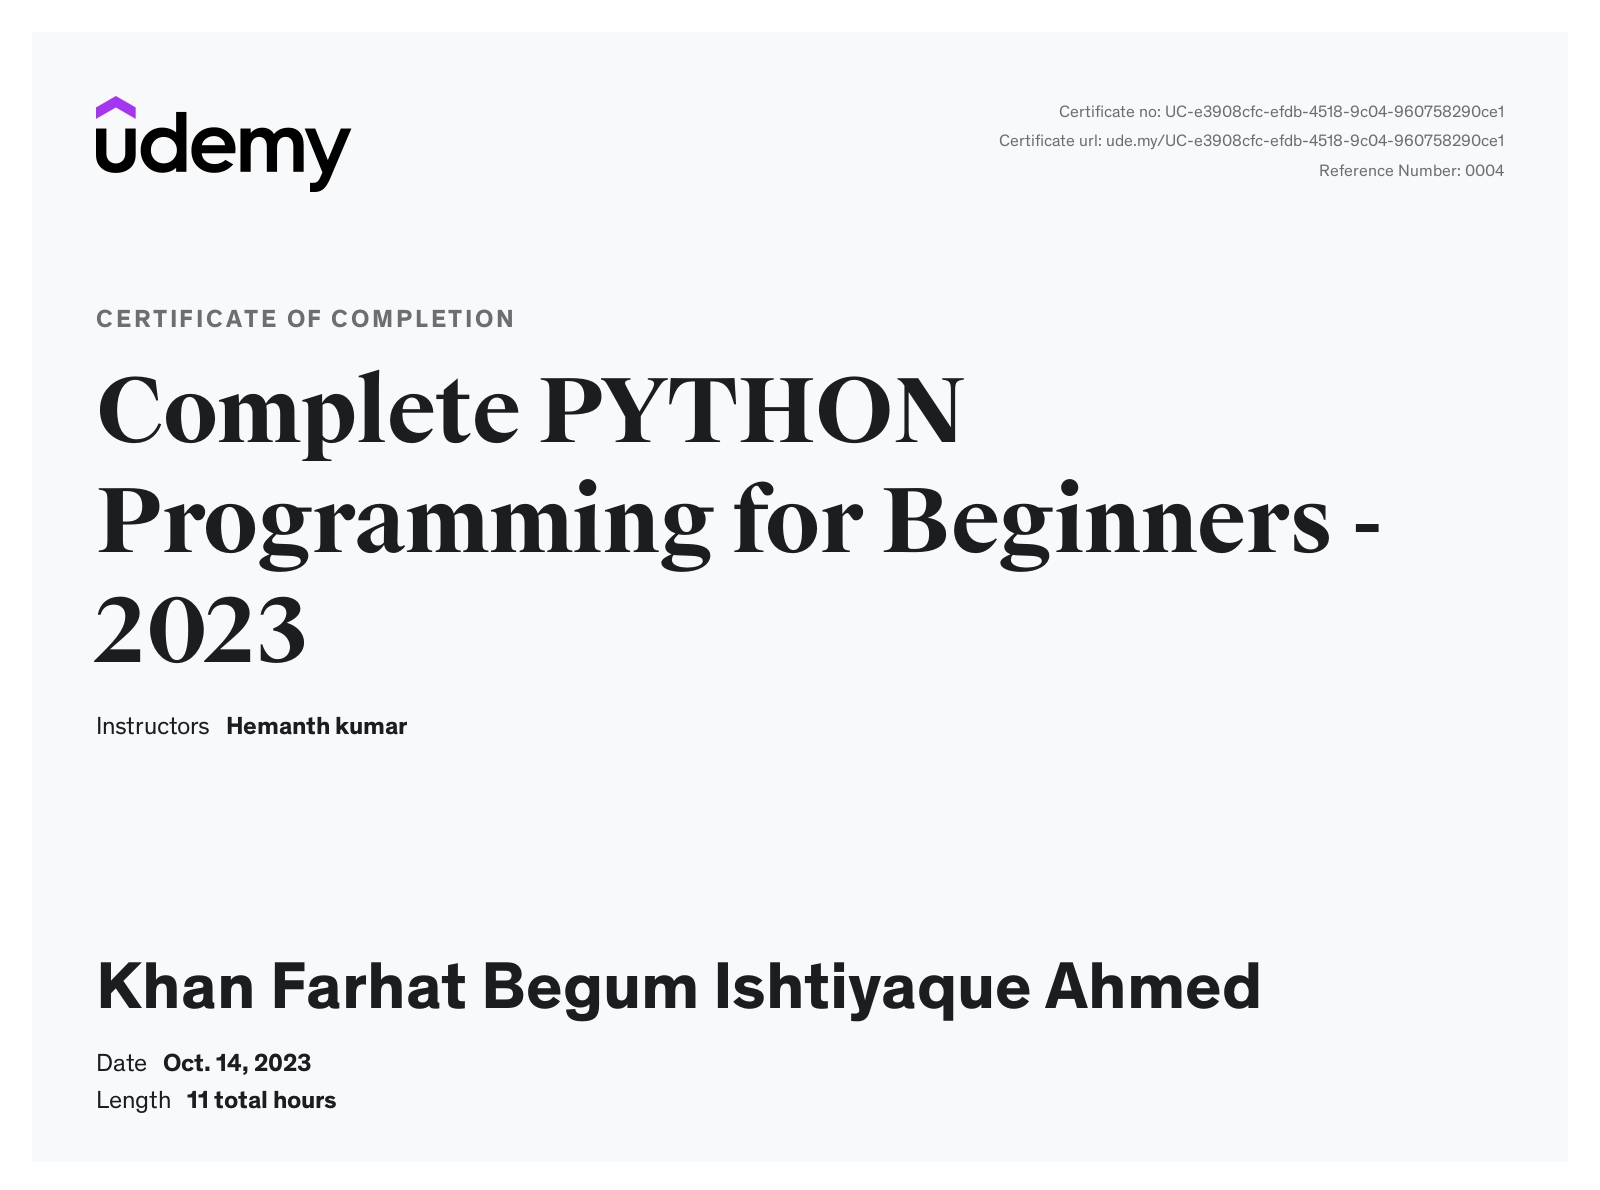 udemy
Certificate no: UC-e3908cfc-efdb-4518-9c04-960758290ce1
Certificate url: ude.my/UC-e3908cfc-efdb-4518-9c04-960758290ce1
Reference Number: 0004
CERTIFICATE OF COMPLETION
Complete PYTHON
Programming for Beginners -
2023
Instructors Hemanth kumar
Khan Farhat Begum Ishtiyaque Ahmed
Date Oct. 14, 2023
Length 11 total hours